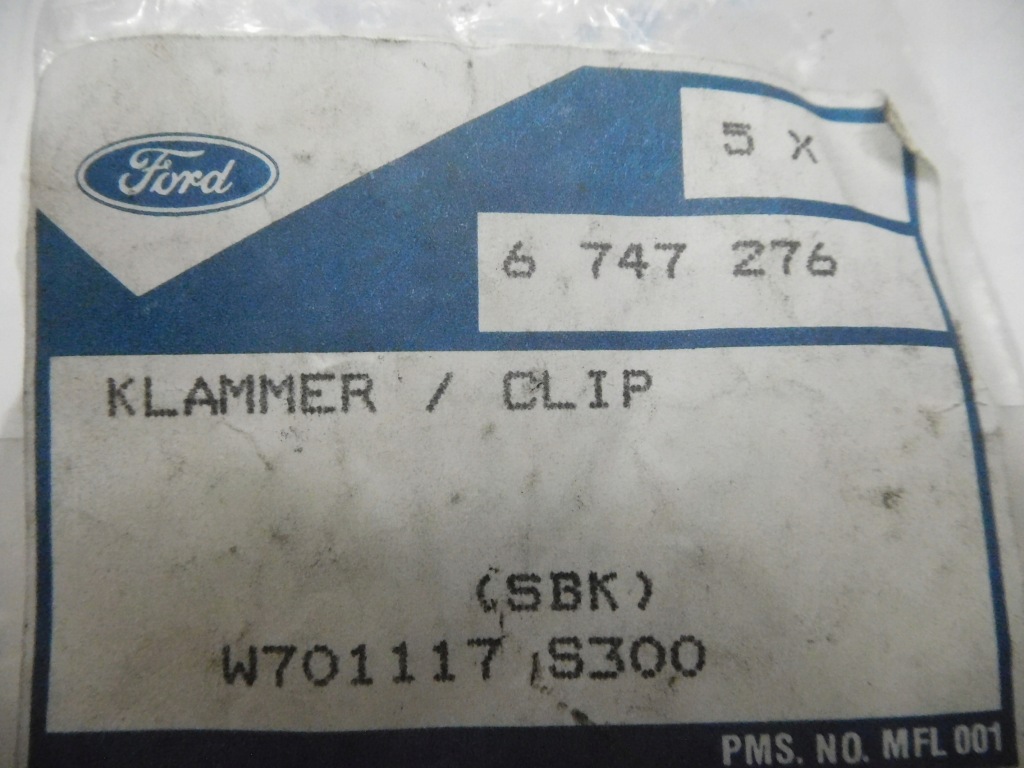 Ford
5 X
6 747 276
KLAMMER / CLIP
(SBK)
W701117 S300
PMS. NO. MFL 001